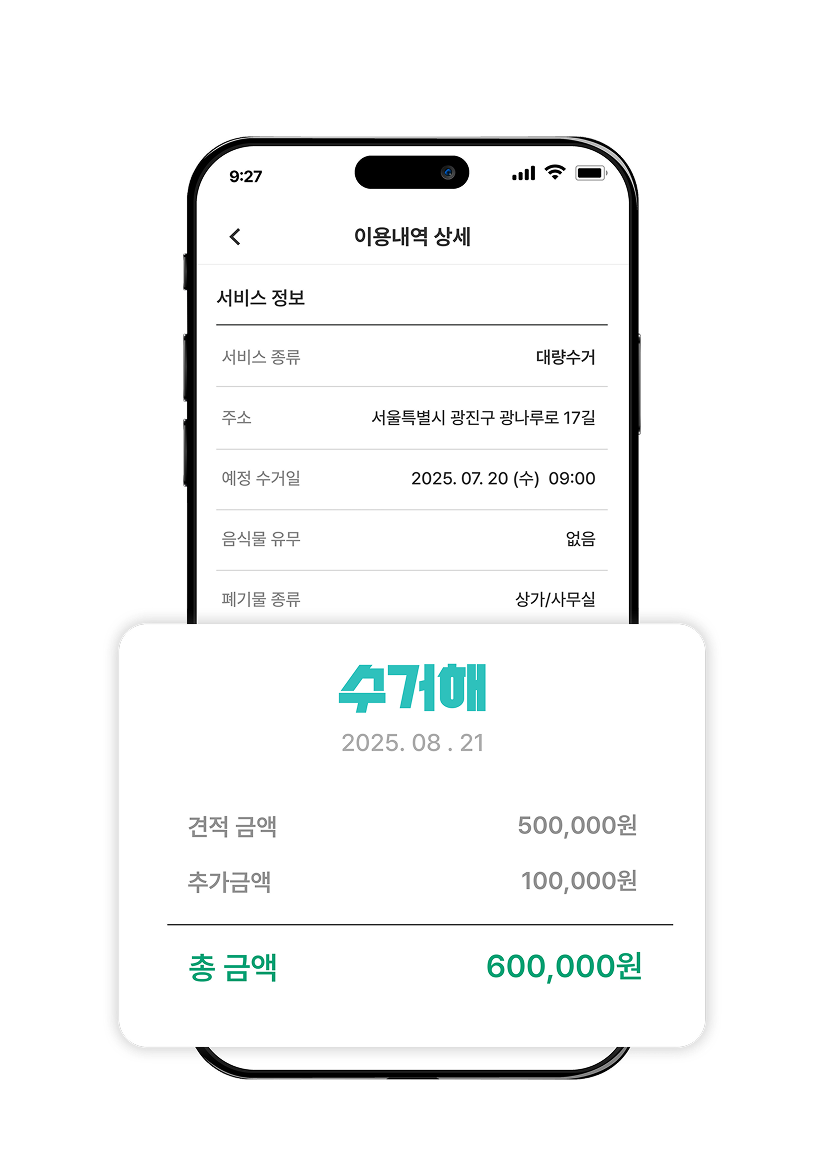 9:27
이용내역 상세
서비스 정보
서비스 종류 대량수거
주소 서울특별시 광진구 광나루로 17길
예정 수거일 2025. 07. 20 (수) 09:00
음식물 유무 없음
폐기물 종류 상가/사무실
수거해
2025. 08 . 21
견적 금액 500,000원
추가금액 100,000원
총 금액 600,000원